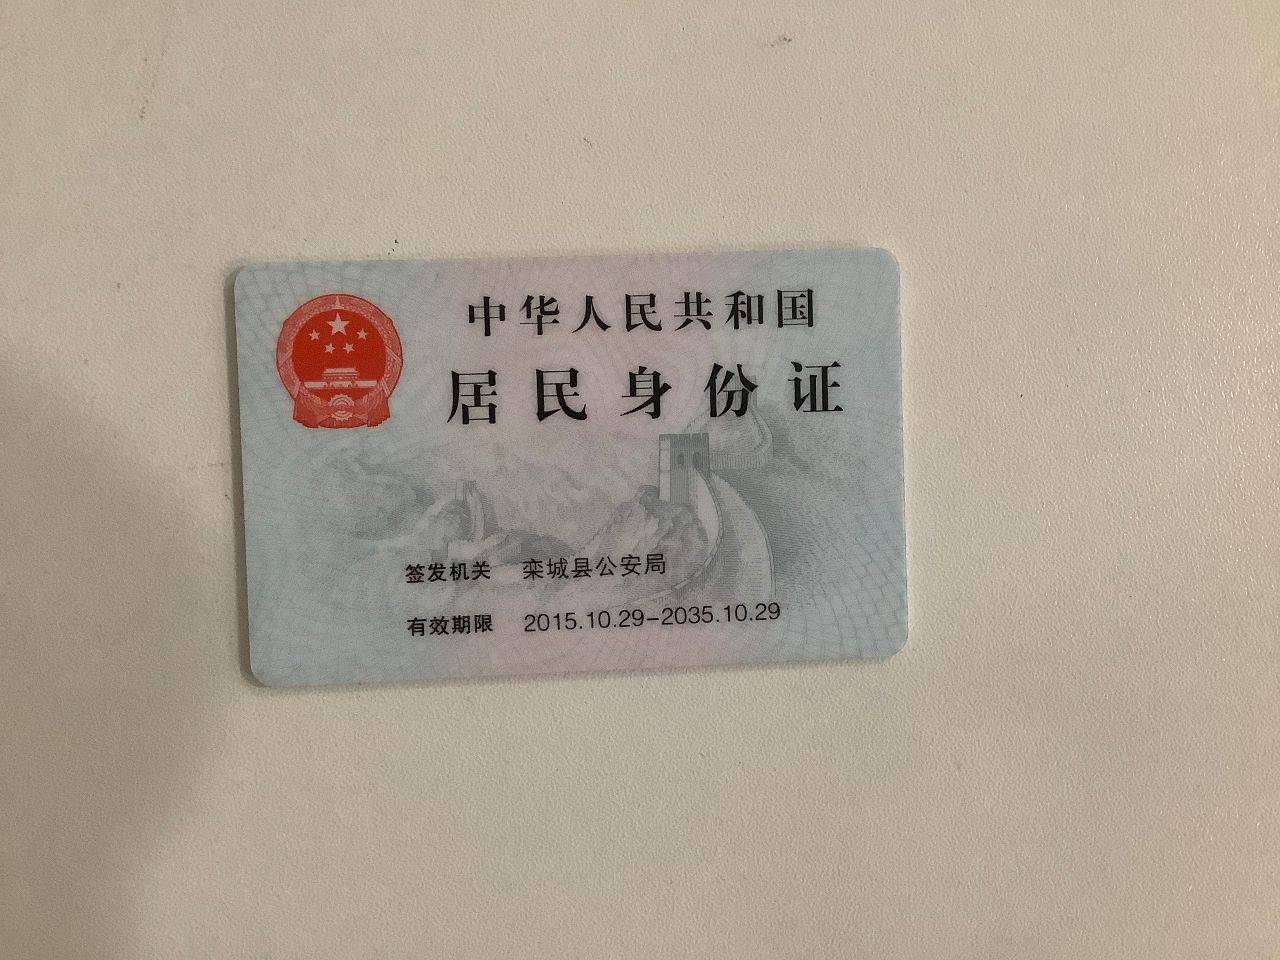 中华人民共和国
居民身份证
签发机关 栾城县公安局
有效期限 2015.10.29-2035.10.29